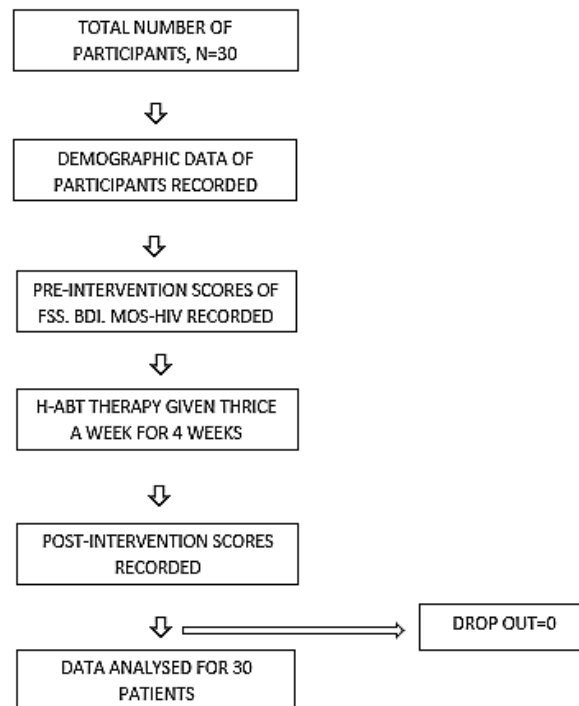 TOTAL NUMBER OF
PARTICIPANTS, N=30
DEMOGRAPHIC DATA OF
PARTICIPANTS RECORDED
PRE-INTERVENTION SCORES OF
FSS. BDI. MOS-HIV RECORDED
H-ABT THERAPY GIVEN THRICE
A WEEK FOR 4 WEEKS
POST-INTERVENTION SCORES
RECORDED
DROP OUT=0
DATA ANALYSED FOR 30
PATIENTS